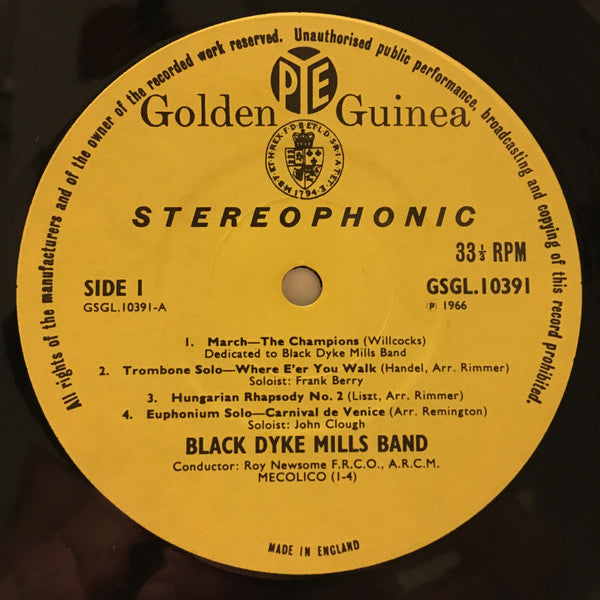 All rights of the manufacturers and of the owner of the recorded work reserved. Unauthorised public performance, broadcasting and copying of this record prohibited.
PYE
Golden Guinea
1794
STEREOPHONIC
33⅓ RPM
SIDE 1
GSGL.10391
GSGL.10391-A
℗ 1966
1. March—The Champions (Willcocks)
Dedicated to Black Dyke Mills Band
2. Trombone Solo—Where E'er You Walk (Handel, Arr. Rimmer)
Soloist: Frank Berry
3. Hungarian Rhapsody No. 2 (Liszt, Arr. Rimmer)
4. Euphonium Solo—Carnival de Venice (Arr. Remington)
Soloist: John Clough
BLACK DYKE MILLS BAND
Conductor: Roy Newsome F.R.C.O., A.R.C.M.
MECOLICO (1-4)
MADE IN ENGLAND